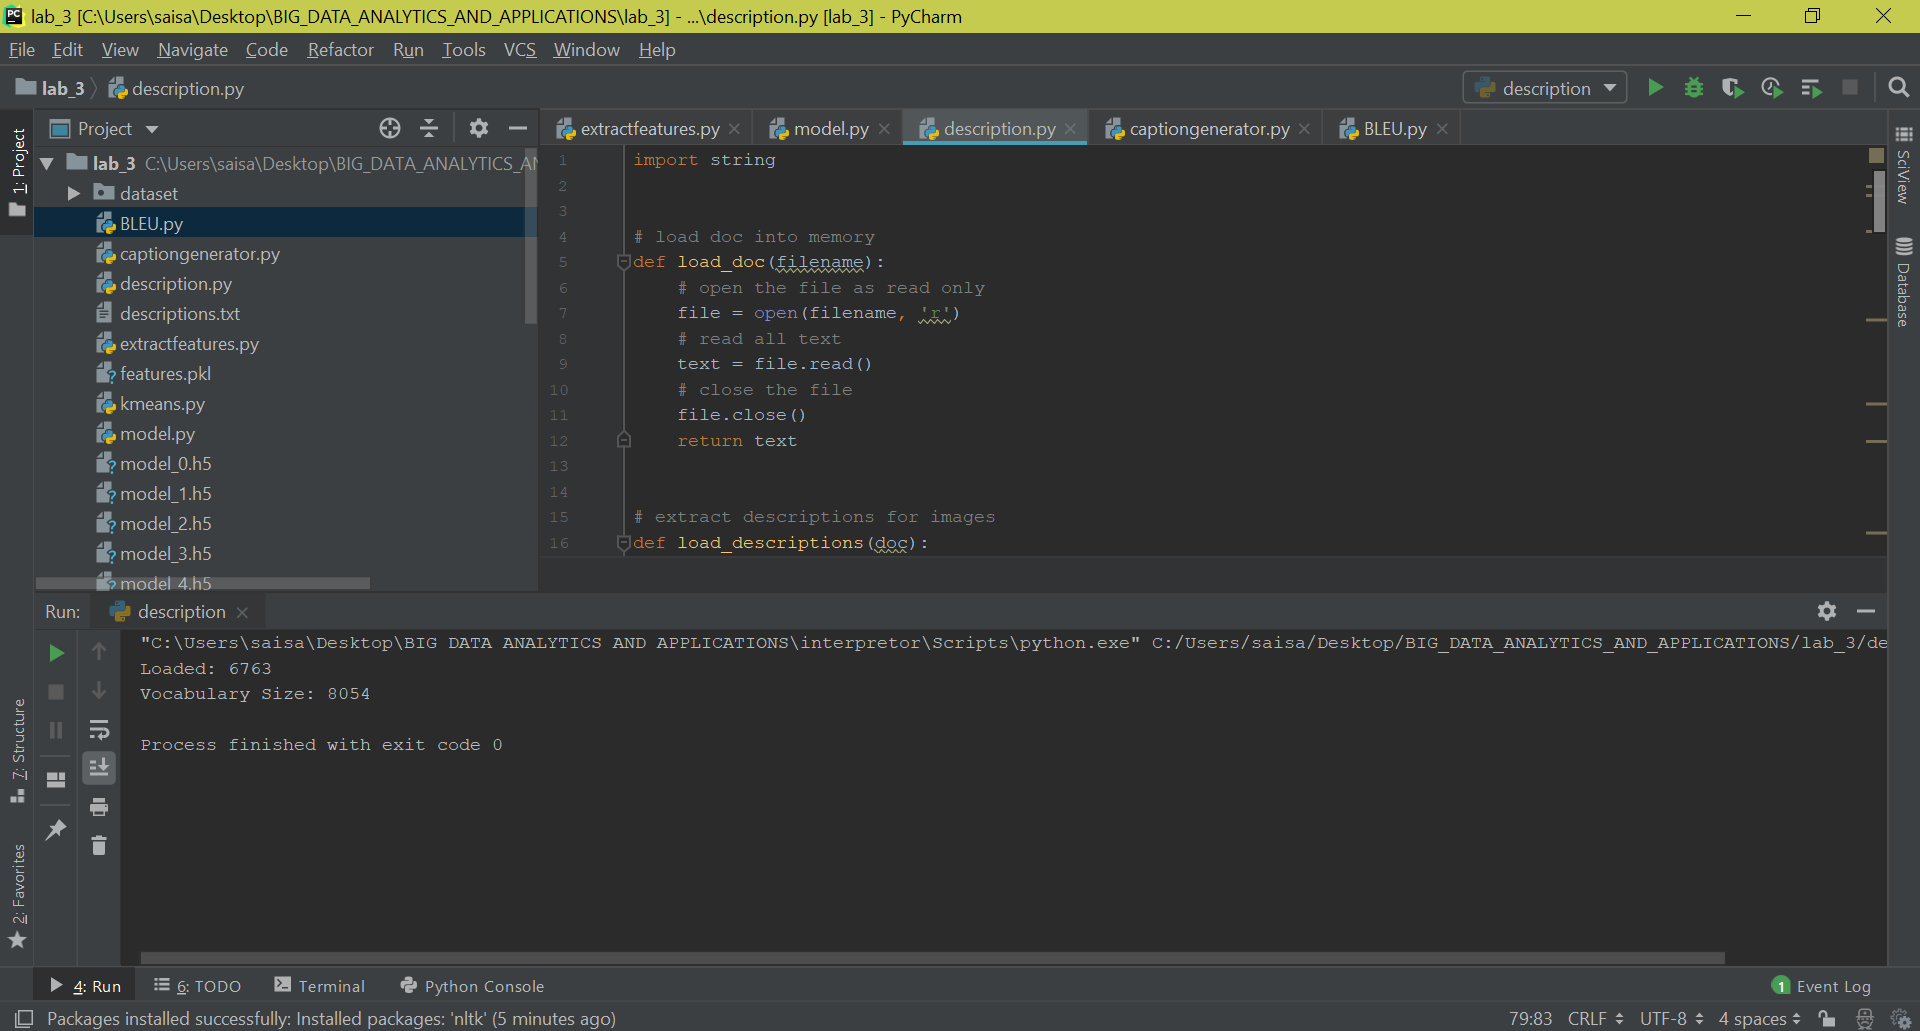 PC lab_3 [C:\Users\saisa\Desktop\BIG_DATA_ANALYTICS_AND_APPLICATIONS\lab_3] - ...\description.py [lab_3] - PyCharm
File Edit View Navigate Code Refactor Run Tools VCS Window Help
lab_3 description.py description
1: Project
Project
extractfeatures.py model.py description.py captiongenerator.py BLEU.py
lab_3 C:\Users\saisa\Desktop\BIG_DATA_ANALYTICS_AN
dataset
BLEU.py
captiongenerator.py
description.py
descriptions.txt
extractfeatures.py
features.pkl
kmeans.py
model.py
model_0.h5
model_1.h5
model_2.h5
model_3.h5
model_4.h5
1 import string
2
3
4 # load doc into memory
5 def load_doc(filename):
6 # open the file as read only
7 file = open(filename, 'r')
8 # read all text
9 text = file.read()
10 # close the file
11 file.close()
12 return text
13
14
15 # extract descriptions for images
16 def load_descriptions(doc):
SciView
Database
Run: description
"C:\Users\saisa\Desktop\BIG DATA ANALYTICS AND APPLICATIONS\interpretor\Scripts\python.exe" C:/Users/saisa/Desktop/BIG_DATA_ANALYTICS_AND_APPLICATIONS/lab_3/de
Loaded: 6763
Vocabulary Size: 8054
Process finished with exit code 0
7: Structure
2: Favorites
4: Run 6: TODO Terminal Python Console 1 Event Log
Packages installed successfully: Installed packages: 'nltk' (5 minutes ago) 79:83 CRLF UTF-8 4 spaces